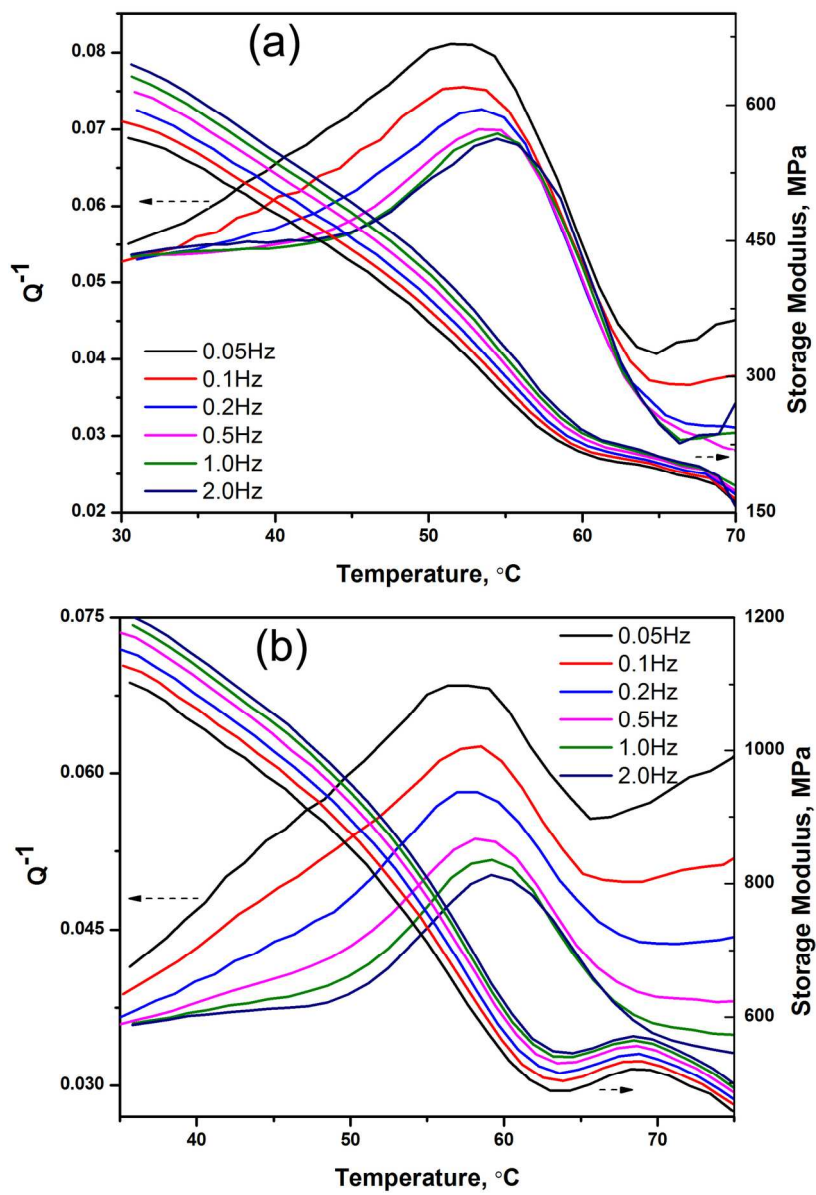 (a)
0.08
0.07
0.06
0.05
0.04
0.03
0.02
Q-1
600
450
300
150
Storage Modulus, MPa
0.05Hz
0.1Hz
0.2Hz
0.5Hz
1.0Hz
2.0Hz
30 40 50 60 70
Temperature, °C
(b)
0.075
0.060
0.045
0.030
Q-1
1200
1000
800
600
Storage Modulus, MPa
0.05Hz
0.1Hz
0.2Hz
0.5Hz
1.0Hz
2.0Hz
40 50 60 70
Temperature, °C